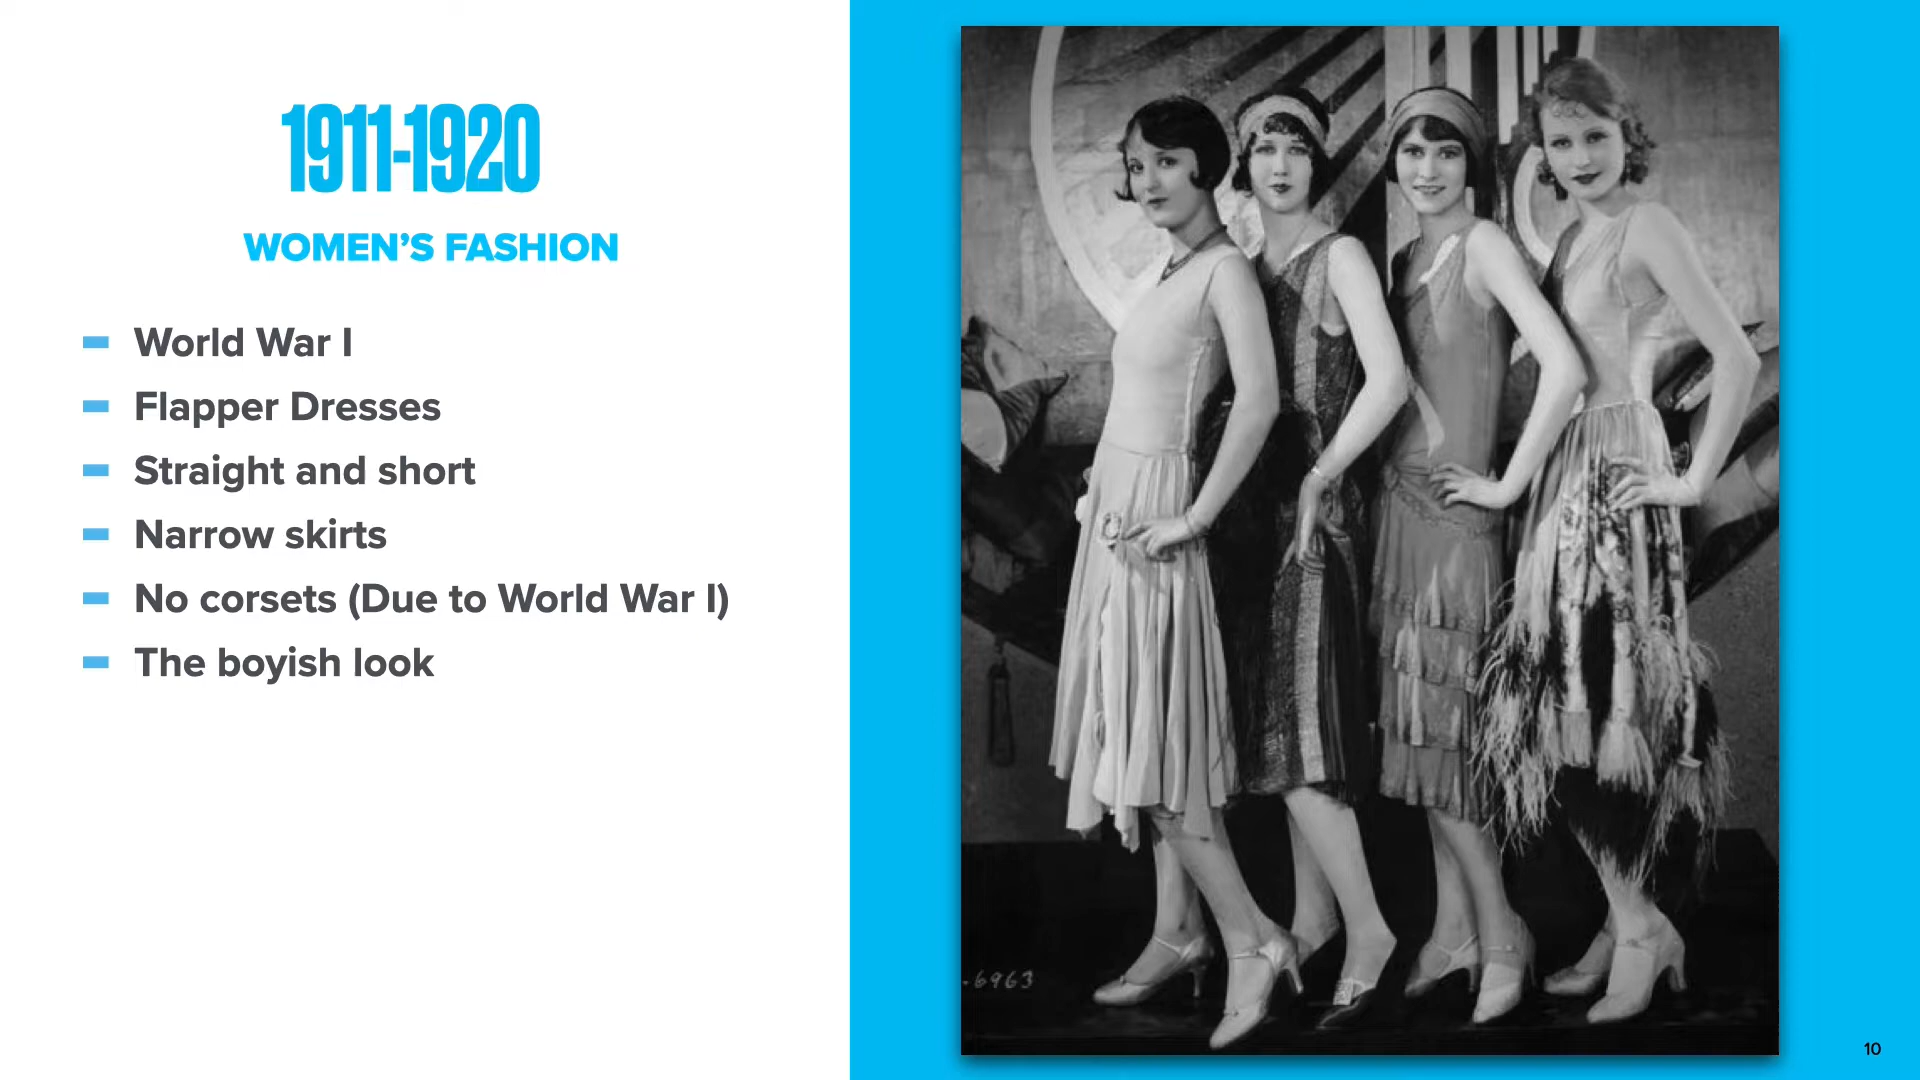 1911-1920
WOMEN’S FASHION
World War I
Flapper Dresses
Straight and short
Narrow skirts
No corsets (Due to World War I)
The boyish look
-6963
10